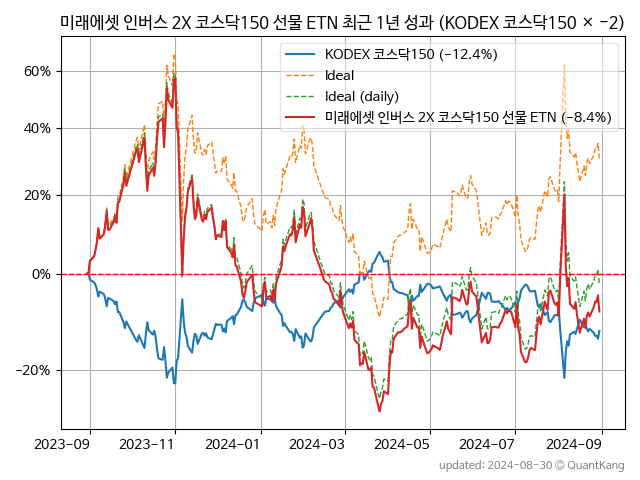 미래에셋 인버스 2X 코스닥150 선물 ETN 최근 1년 성과 (KODEX 코스닥150 × −2)
KODEX 코스닥150 (−12.4%)
Ideal
Ideal (daily)
미래에셋 인버스 2X 코스닥150 선물 ETN (−8.4%)
60%
40%
20%
0%
−20%
2023−09
2023−11
2024−01
2024−03
2024−05
2024−07
2024−09
updated: 2024−08−30 © QuantKang